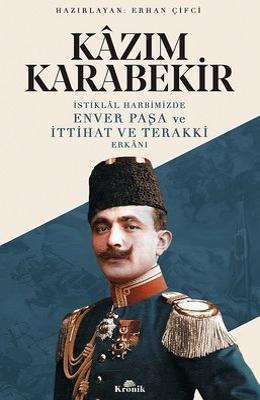 HAZIRLAYAN: ERHAN ÇİFCİ
KÂZIM
KARABEKİR
İSTİKLÂL HARBİMİZDE
ENVER PAŞA ve
İTTİHAT VE TERAKKİ
ERKÂNI
Kronik